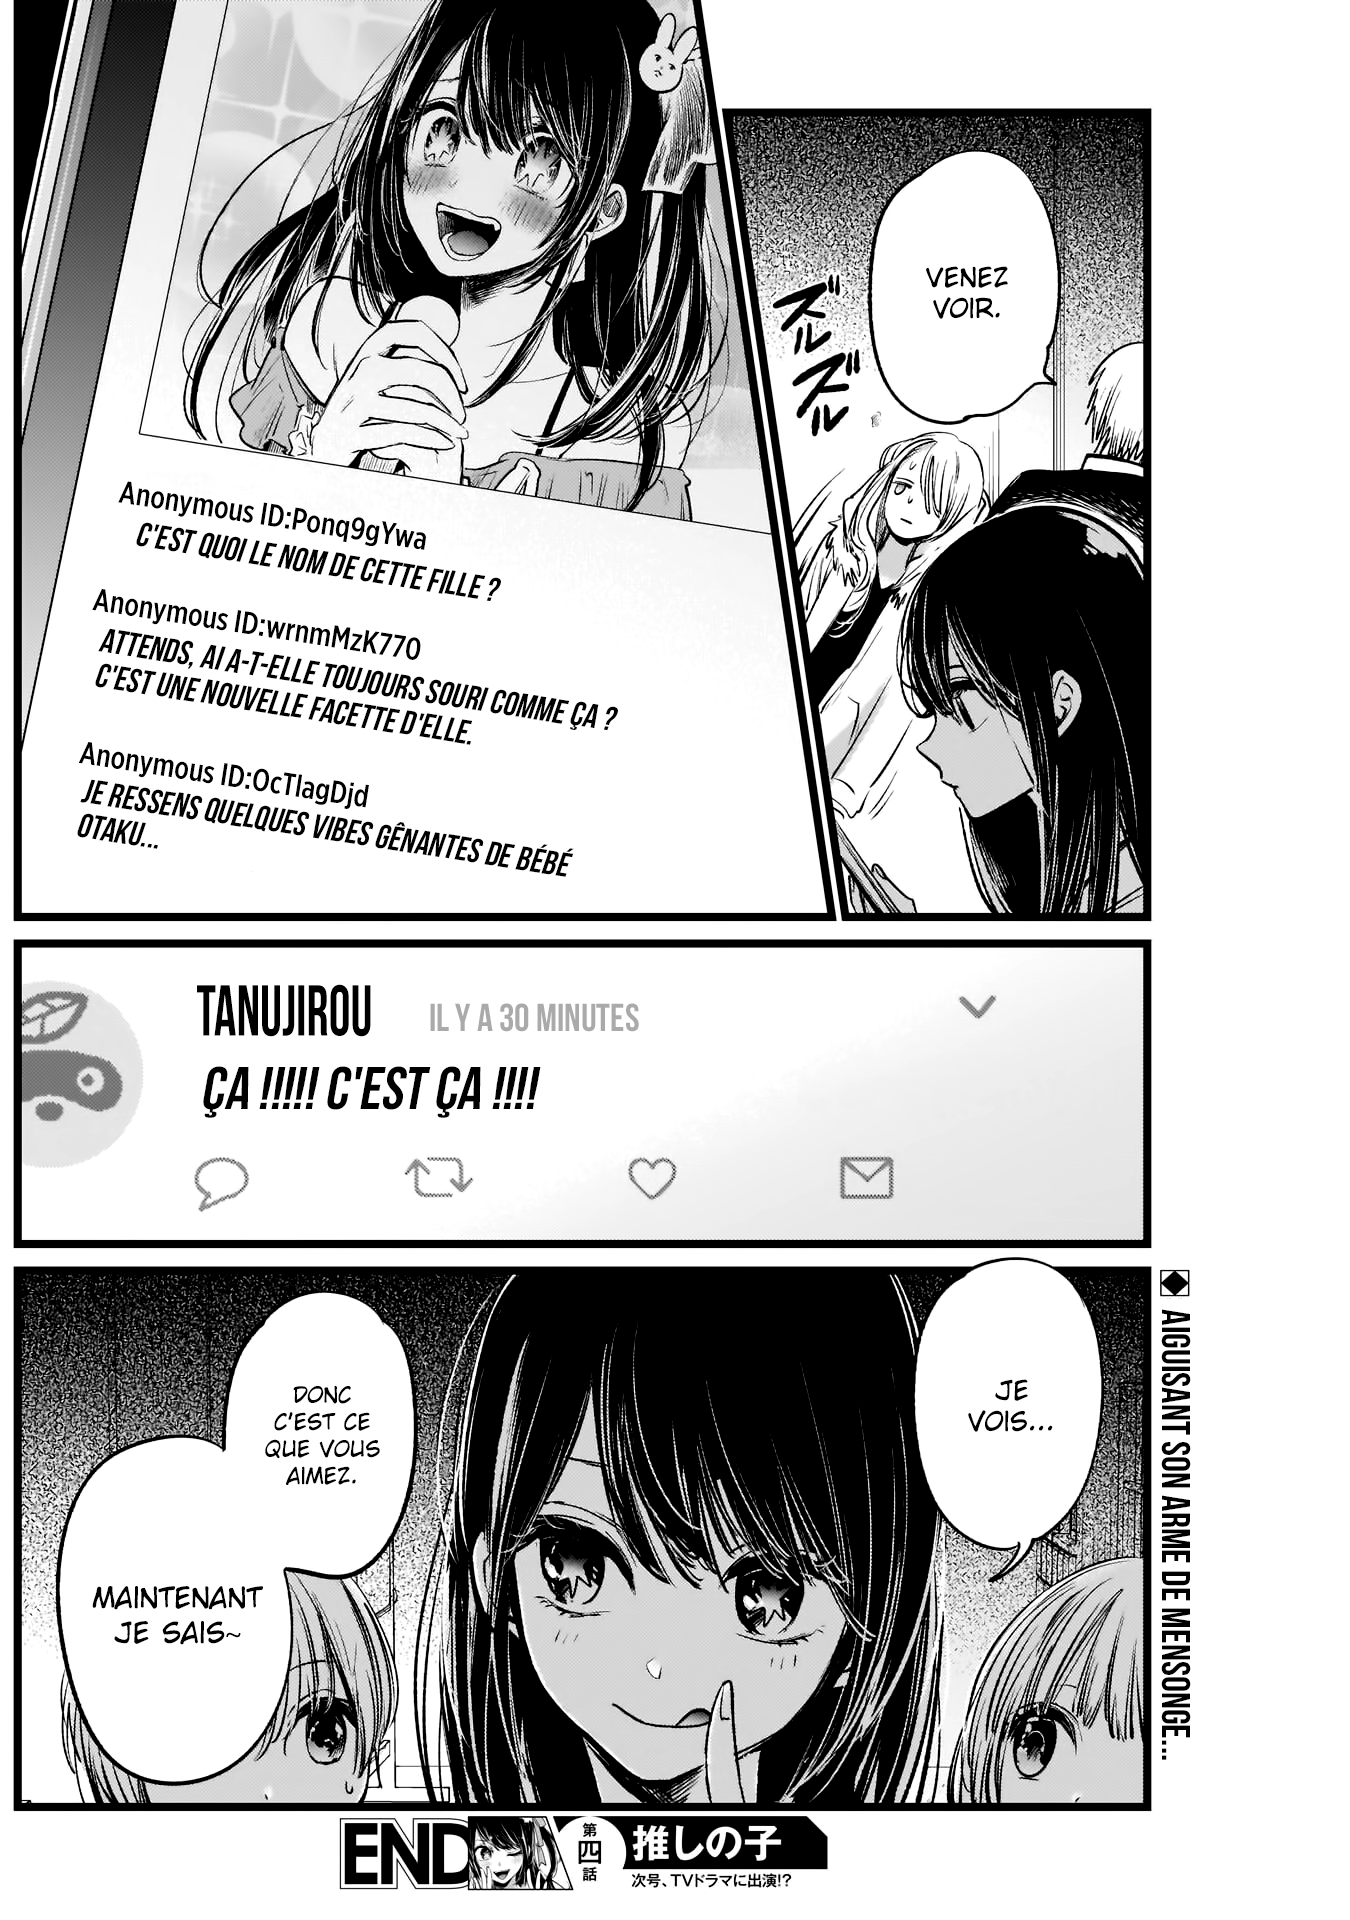 VENEZ
VOIR.
ズル
ズル
Anonymous ID:Ponq9gYwa
C'EST QUOI LE NOM DE CETTE FILLE ?
Anonymous ID:wrnmMzK770
ATTENDS, AI A-T-ELLE TOUJOURS SOURI COMME ÇA ?
C'EST UNE NOUVELLE FACETTE D'ELLE.
Anonymous ID:OcTlagDjd
JE RESSENS QUELQUES VIBES GÊNANTES DE BÉBÉ
OTAKU...
TANUJIROU IL Y A 30 MINUTES
ÇA !!!!! C'EST ÇA !!!!
JE
VOIS...
DONC
C'EST CE
QUE VOUS
AIMEZ.
MAINTENANT
JE SAIS~
◆ AIGUISANT SON ARME DE MENSONGE...
END
第四話
推しの子
次号、TVドラマに出演!?